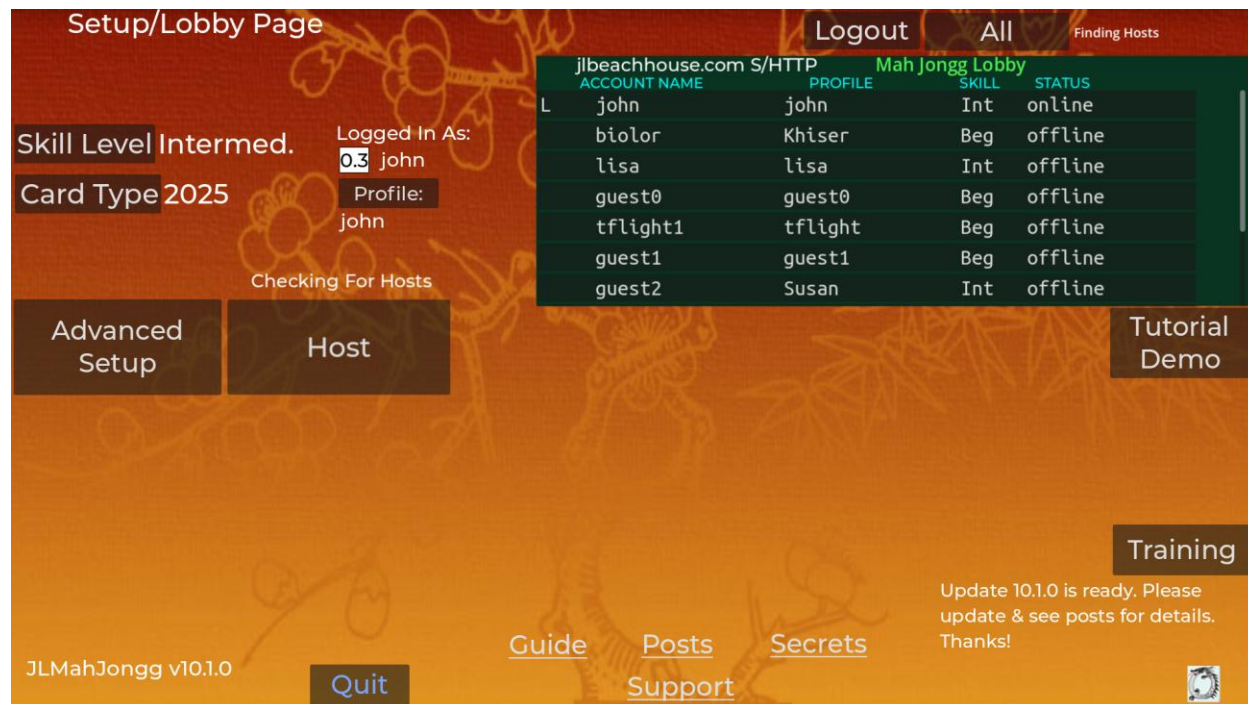 Setup/Lobby Page
Logout
All
Finding Hosts
jlbeachhouse.com S/HTTP Mah Jongg Lobby
ACCOUNT NAME PROFILE SKILL STATUS
L john john Int online
biolor Khiser Beg offline
lisa lisa Int offline
guest0 guest0 Beg offline
tflight1 tflight Beg offline
guest1 guest1 Beg offline
guest2 Susan Int offline
Skill Level Intermed.
Card Type 2025
Logged In As:
0.3 john
Profile:
john
Checking For Hosts
Advanced
Setup
Host
Tutorial
Demo
Training
Update 10.1.0 is ready. Please
update & see posts for details.
Thanks!
Guide Posts Secrets
Support
JLMahJongg v10.1.0
Quit